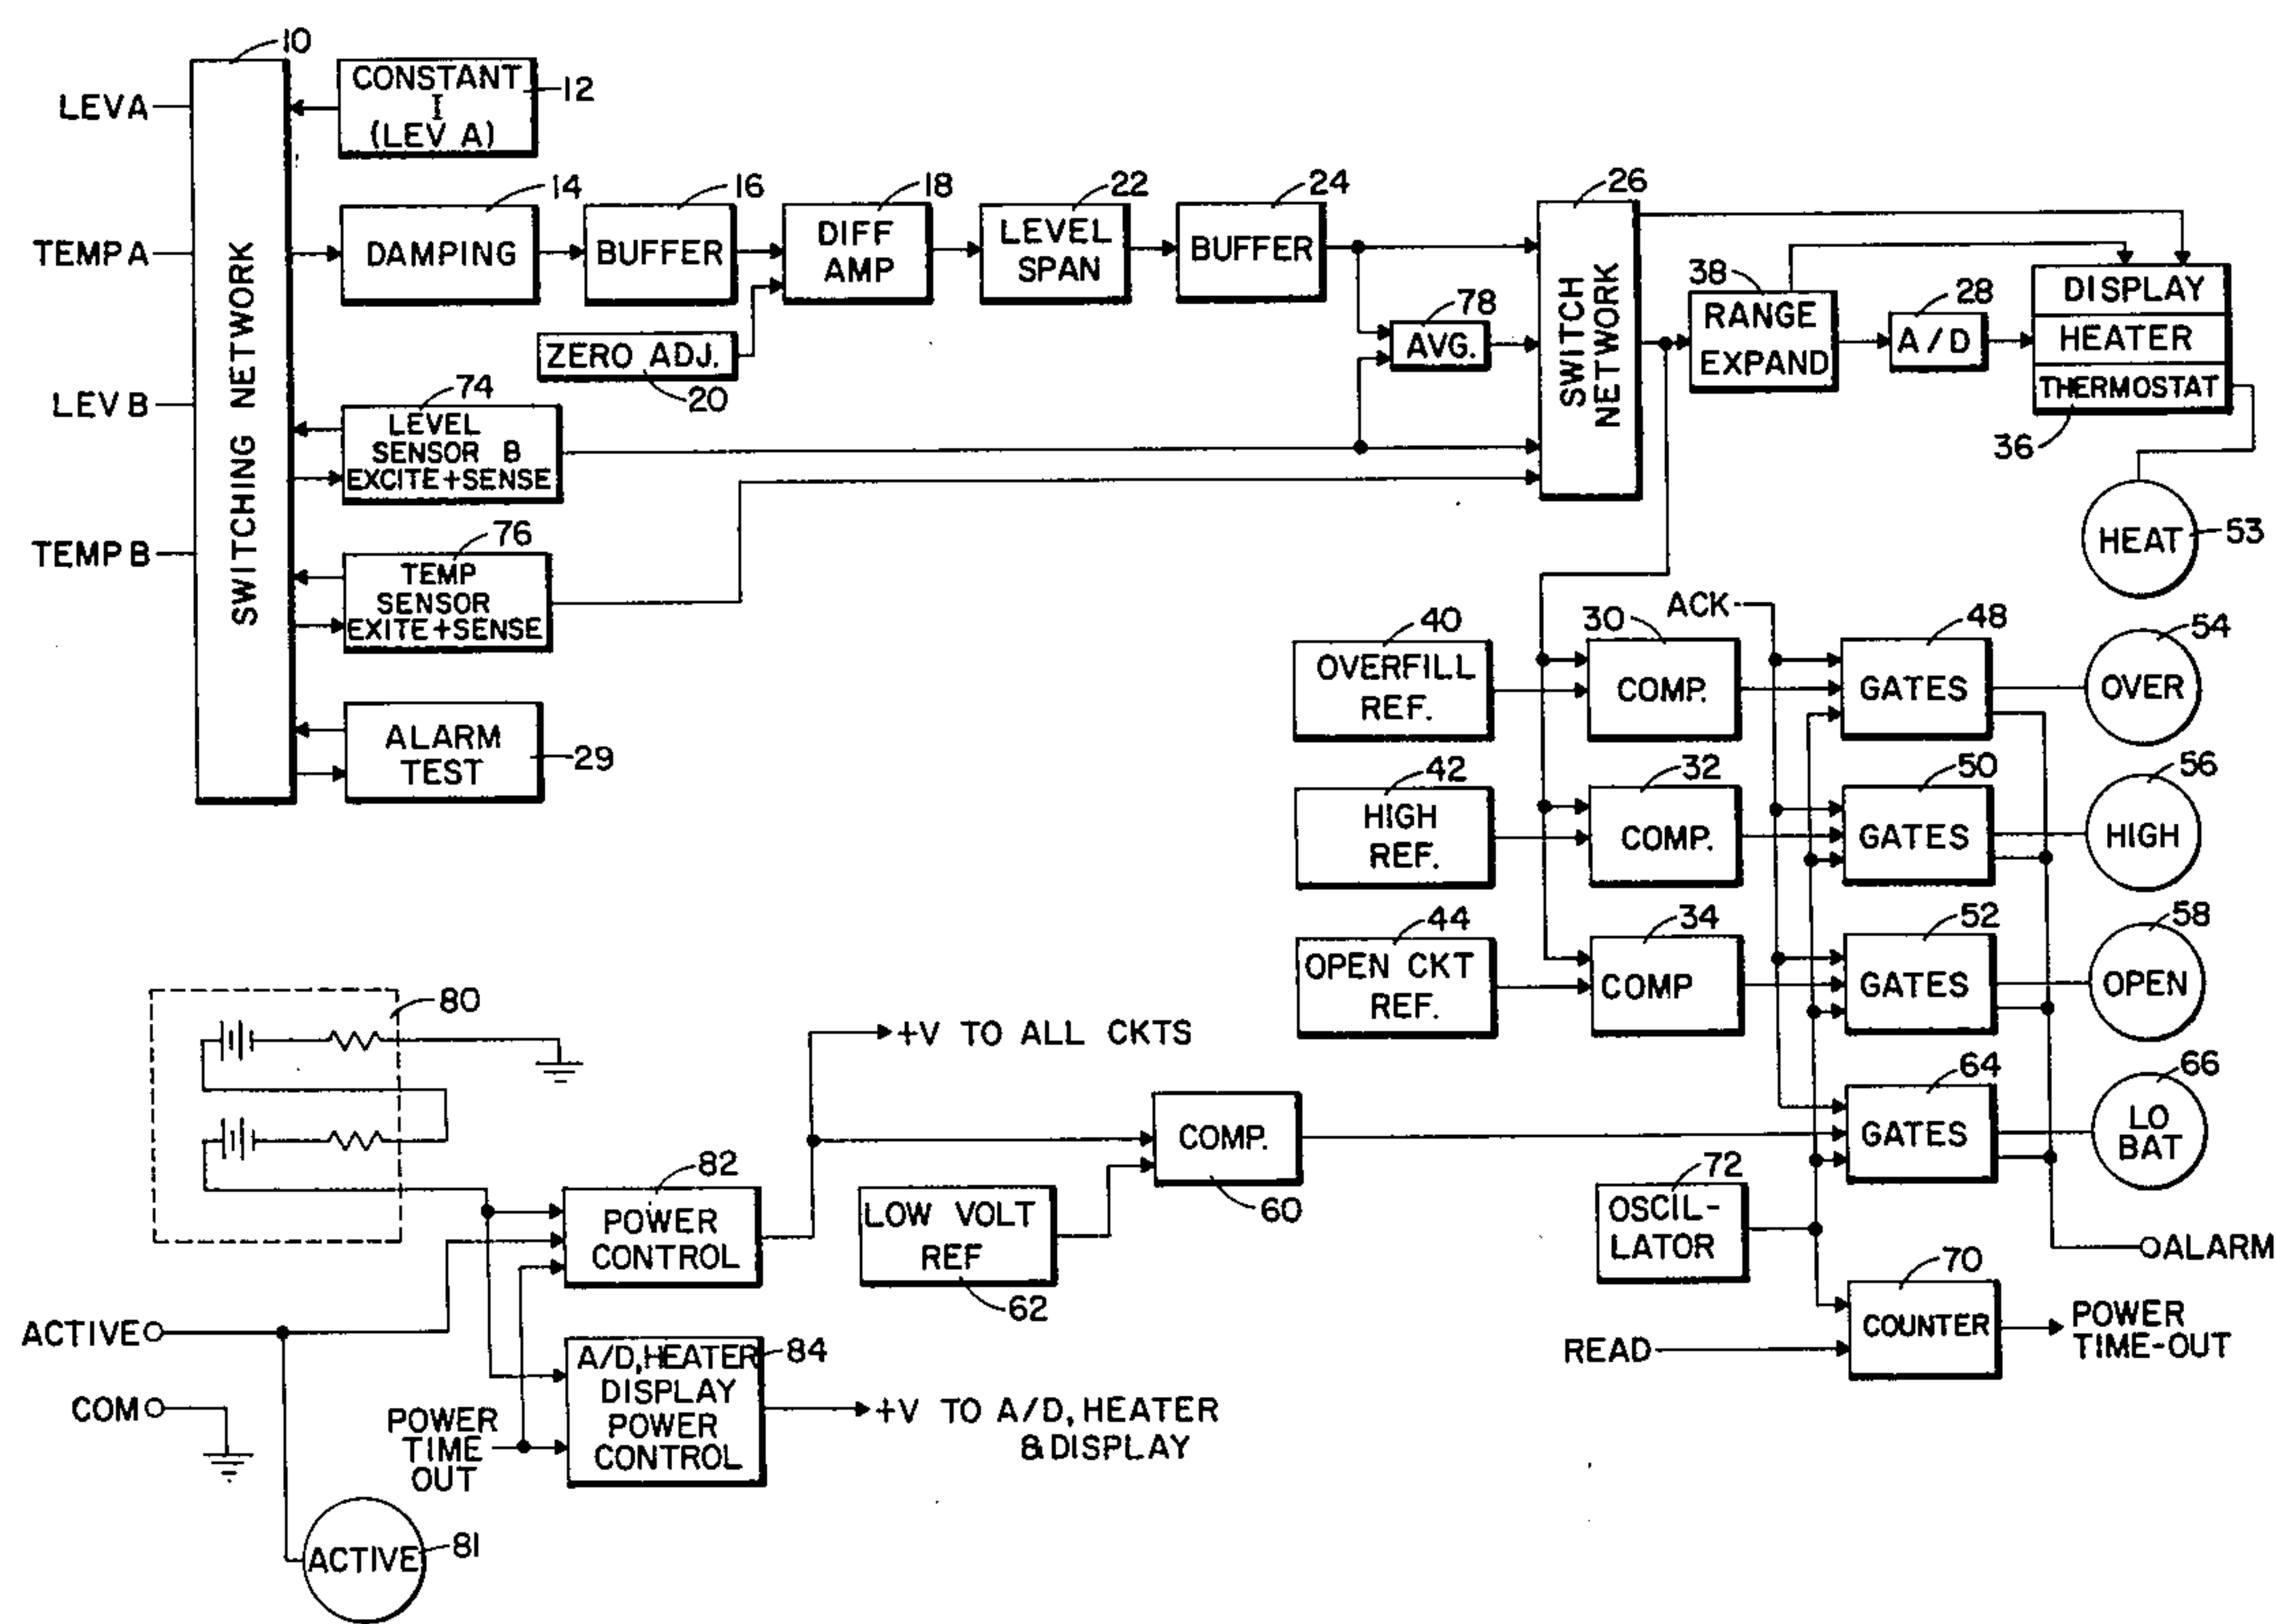 10
LEV A
CONSTANT
I
(LEV A)
12
TEMP A
SWITCHING NETWORK
14
DAMPING
16
BUFFER
18
DIFF
AMP
22
LEVEL
SPAN
24
BUFFER
26
SWITCH
NETWORK
ZERO ADJ.
20
78
AVG.
38
RANGE
EXPAND
28
A/D
DISPLAY
HEATER
THERMOSTAT
36
HEAT
53
LEV B
74
LEVEL
SENSOR B
EXCITE+SENSE
TEMP B
76
TEMP
SENSOR
EXITE+SENSE
ALARM
TEST
29
ACK
40
OVERFILL
REF.
30
COMP.
48
GATES
54
OVER
42
HIGH
REF.
32
COMP.
50
GATES
56
HIGH
44
OPEN CKT
REF.
34
COMP
52
GATES
58
OPEN
80
+V TO ALL CKTS
COMP.
60
64
GATES
66
LO
BAT
82
POWER
CONTROL
LOW VOLT
REF
62
72
OSCIL-
LATOR
ALARM
70
COUNTER
READ
POWER
TIME-OUT
ACTIVE
COM
A/D, HEATER
DISPLAY
POWER
CONTROL
84
POWER
TIME
OUT
+V TO A/D, HEATER
& DISPLAY
ACTIVE
81